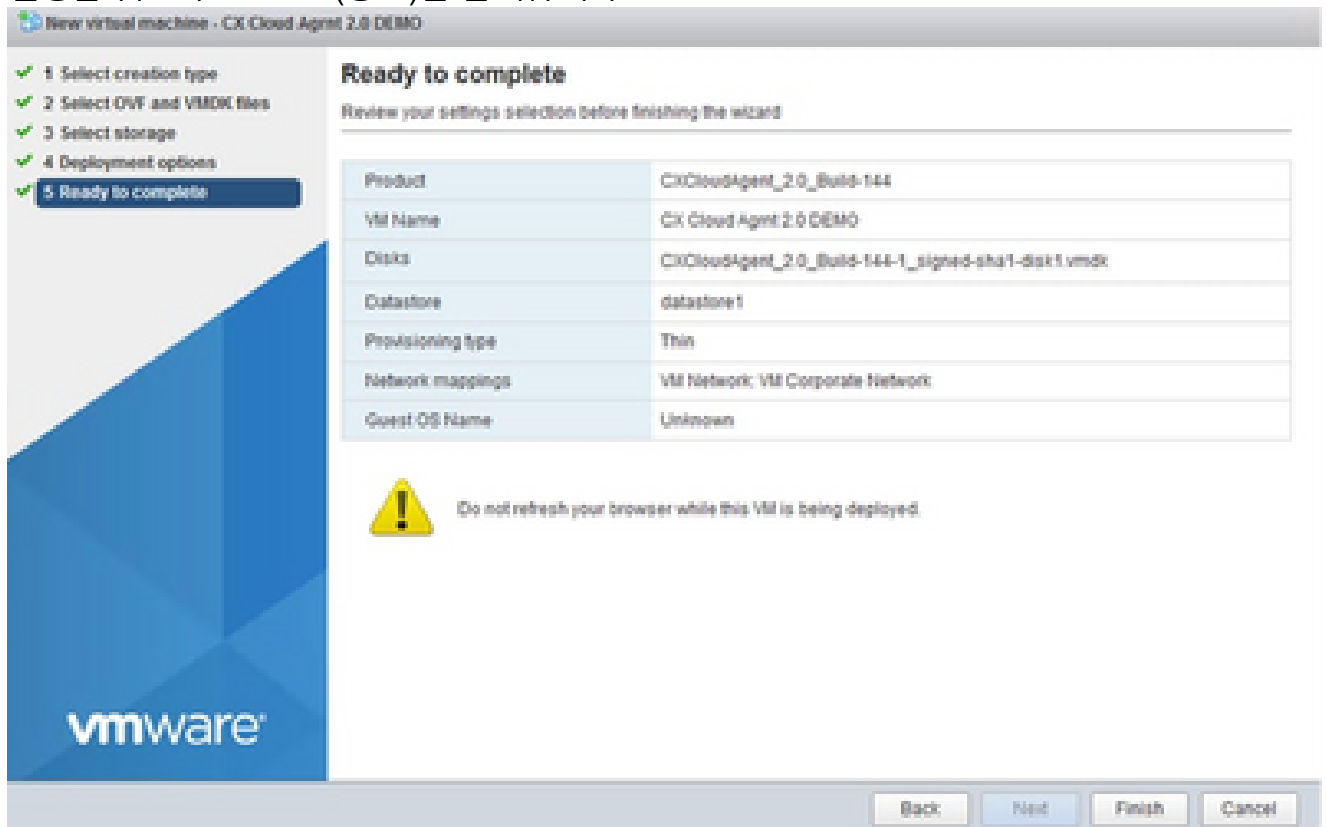 New virtual machine - CX Cloud Agmt 2.0 DEMO
1 Select creation type
2 Select OVF and VMDK files
3 Select storage
4 Deployment options
5 Ready to complete
Ready to complete
Review your settings selection before finishing the wizard
Product CXCloudAgent_2.0_Build-144
VM Name CX Cloud Agmt 2.0 DEMO
Disks CXCloudAgent_2.0_Build-144-1_signed-sha1-disk1.vmdk
Datastore datastore1
Provisioning type Thin
Network mappings VM Network: VM Corporate Network
Guest OS Name Unknown
Do not refresh your browser while this VM is being deployed.
vmware
Back Next Finish Cancel